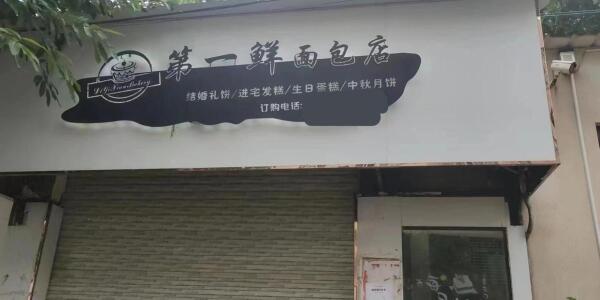 第一鲜面包店
结婚礼饼/进宅发糕/生日蛋糕/中秋月饼
订购电话: